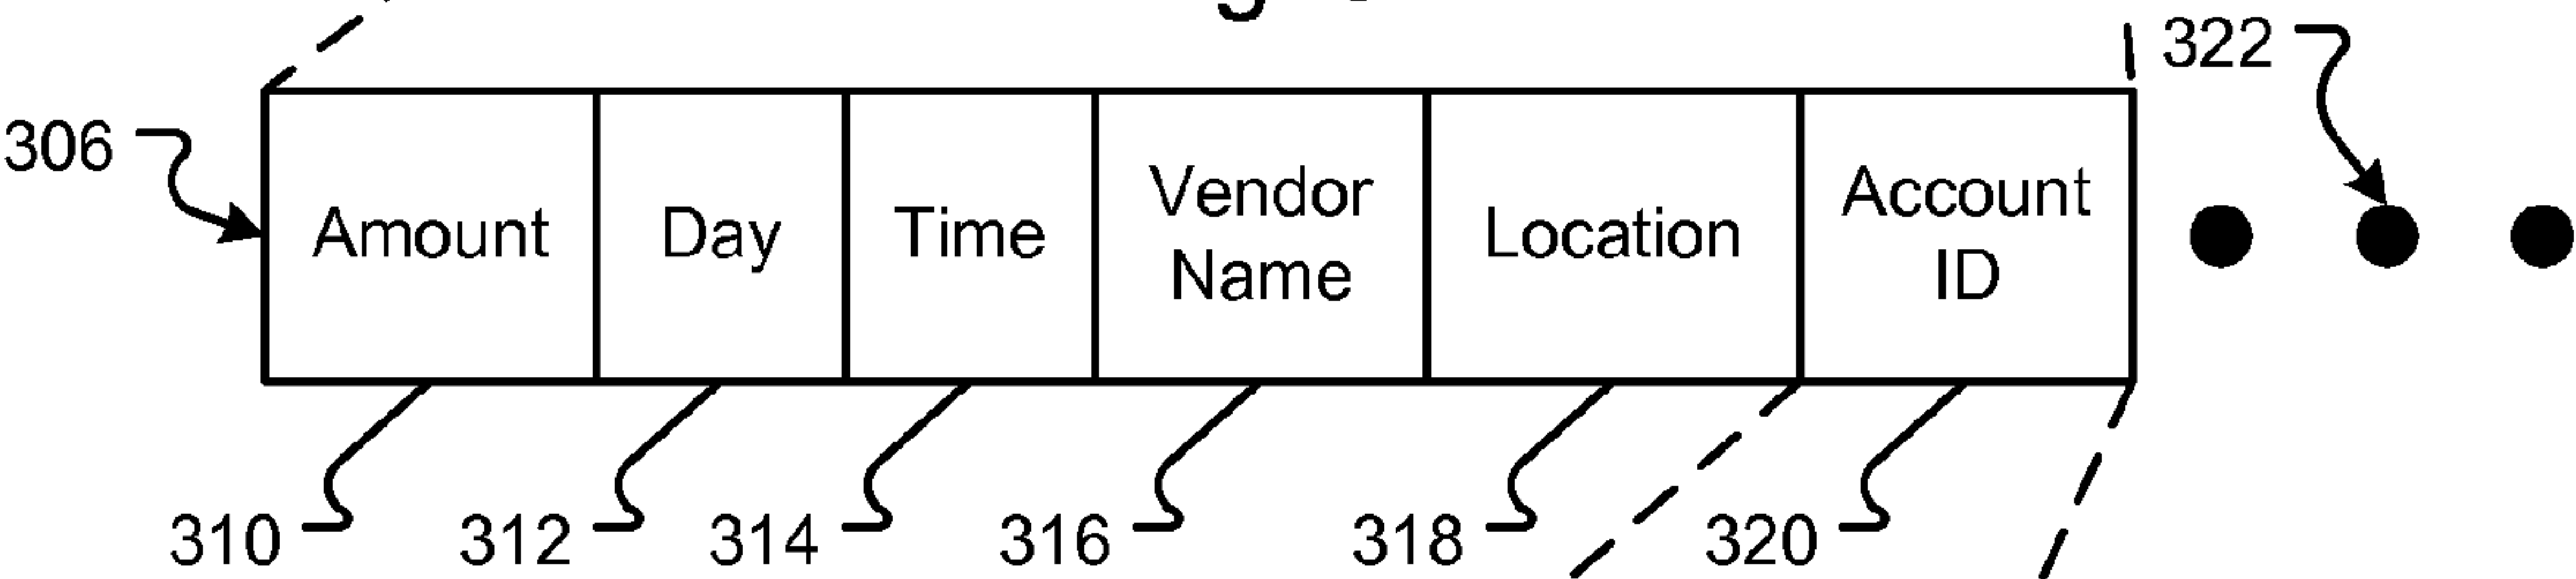 322
306
Amount
Day
Time
Vendor
Name
Location
Account
ID
310
312
314
316
318
320